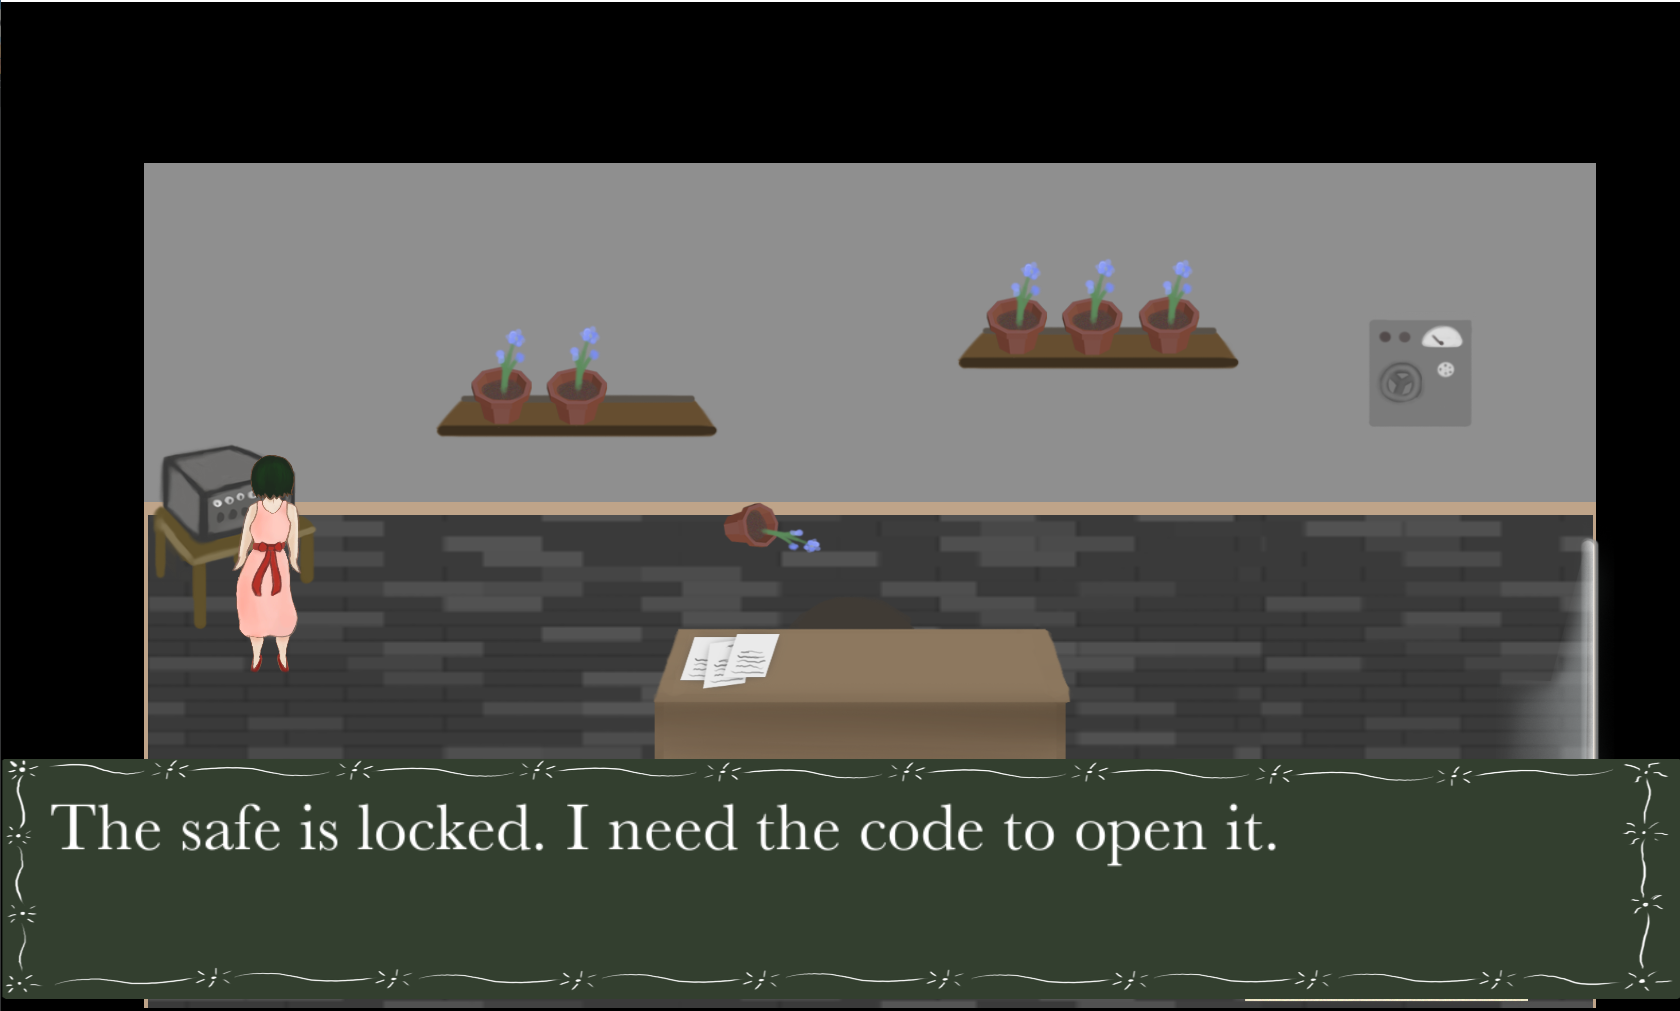 The safe is locked. I need the code to open it.